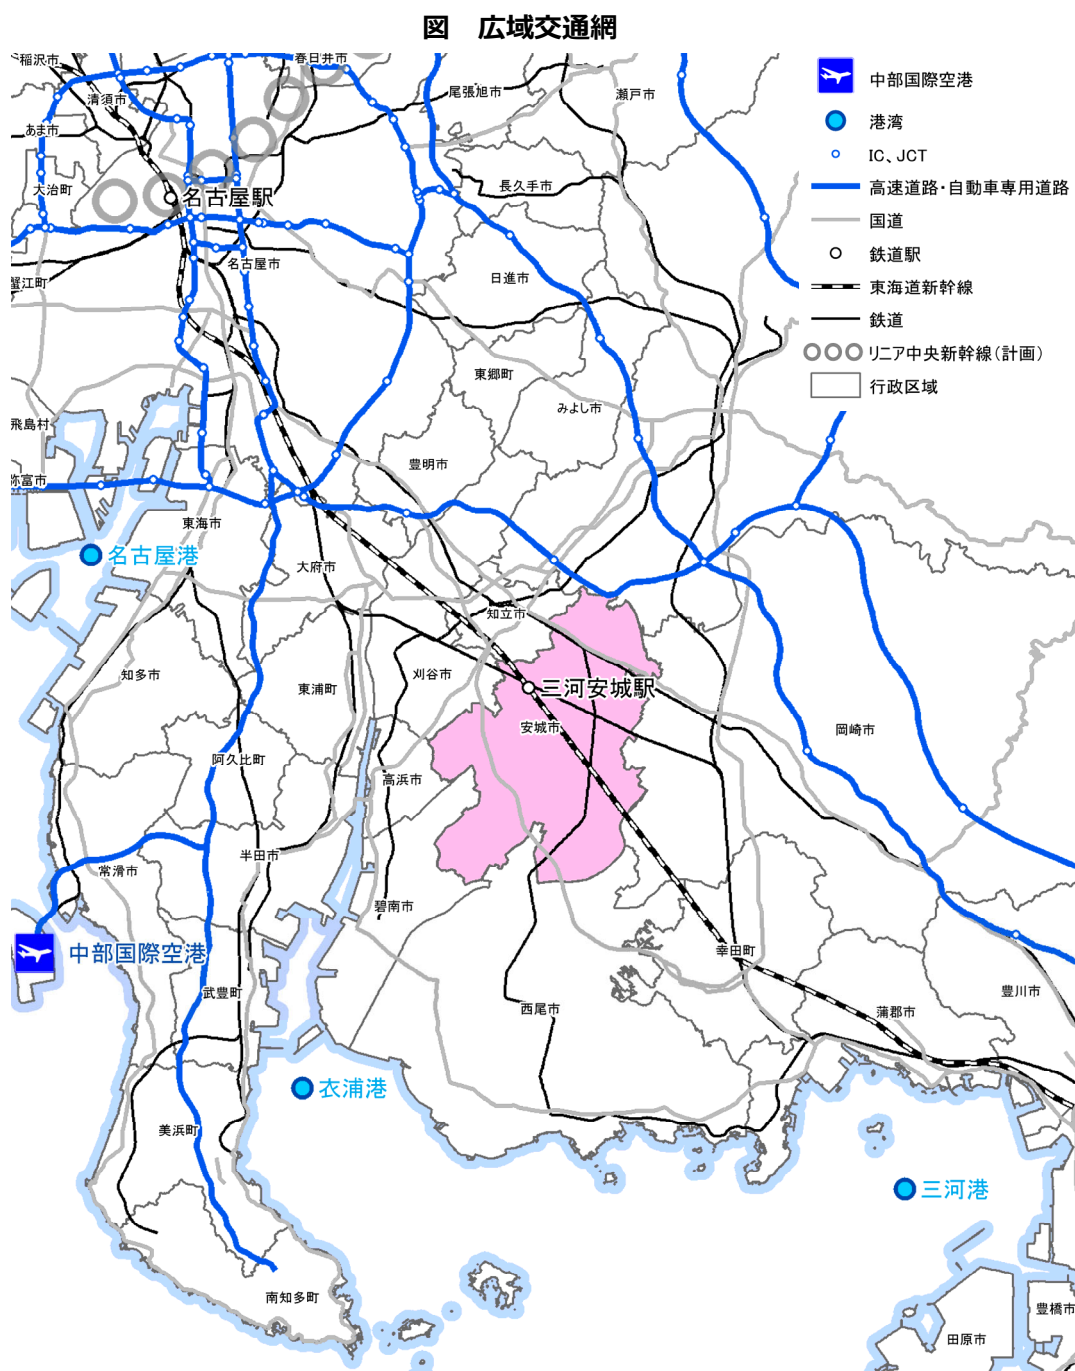 図　広域交通網
中部国際空港
港湾
IC、JCT
高速道路・自動車専用道路
国道
鉄道駅
東海道新幹線
鉄道
リニア中央新幹線（計画）
行政区域
稲沢市
春日井市
清須市
尾張旭市
瀬戸市
あま市
大治町
名古屋駅
長久手市
蟹江町
名古屋市
日進市
東郷町
みよし市
飛島村
豊明市
弥富市
東海市
名古屋港
大府市
知立市
知多市
東浦町
刈谷市
三河安城駅
安城市
岡崎市
阿久比町
高浜市
半田市
常滑市
碧南市
中部国際空港
幸田町
武豊町
西尾市
豊川市
蒲郡市
衣浦港
美浜町
三河港
南知多町
豊橋市
田原市